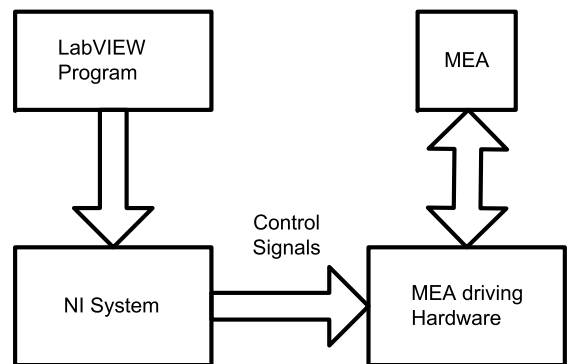 LabVIEW
Program
MEA
Control
Signals
NI System
MEA driving
Hardware